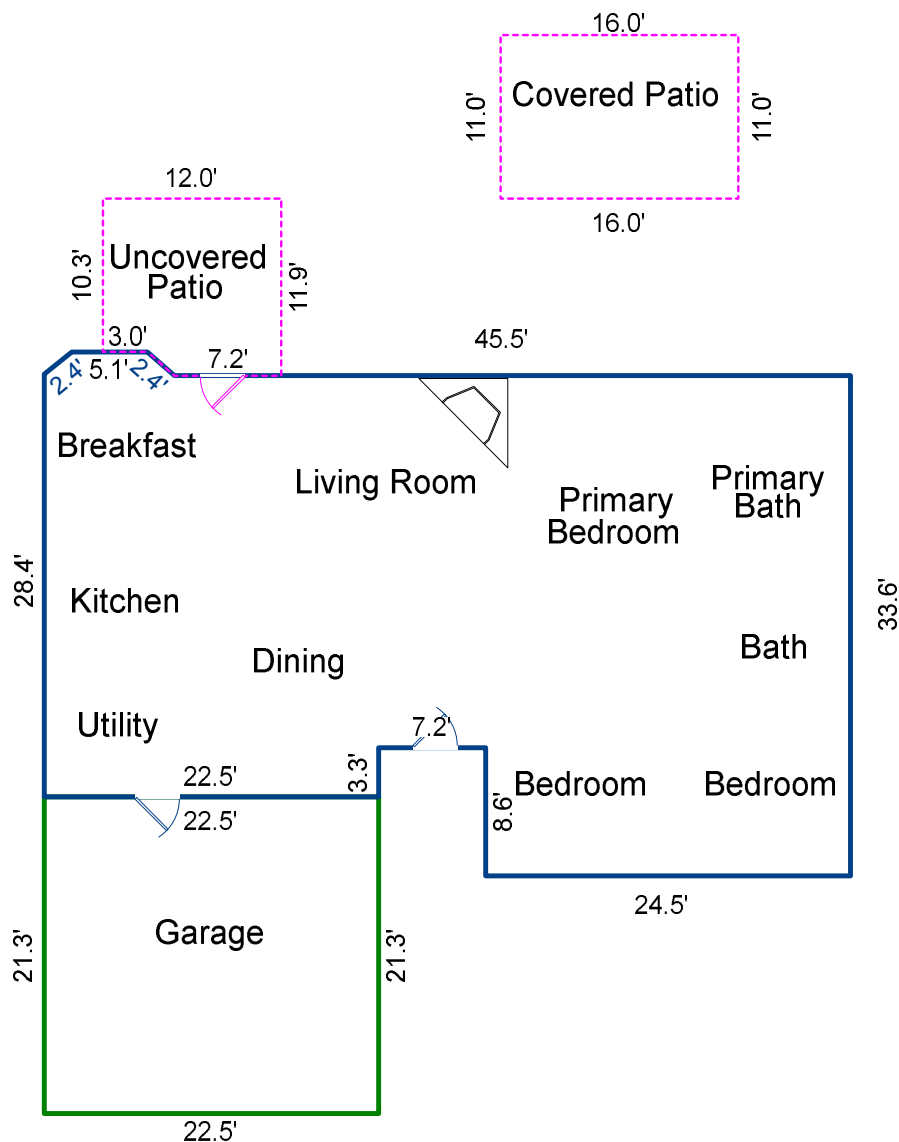 16.0'
Covered Patio
11.0'
11.0'
16.0'
12.0'
Uncovered
Patio
10.3'
11.9'
3.0'
7.2'
45.5'
2.4'
5.1'
2.4'
Breakfast
Living Room
Primary
Bedroom
Primary
Bath
28.4'
33.6'
Kitchen
Dining
Bath
Utility
7.2'
22.5'
3.3'
Bedroom
Bedroom
22.5'
8.6'
24.5'
Garage
21.3'
21.3'
22.5'